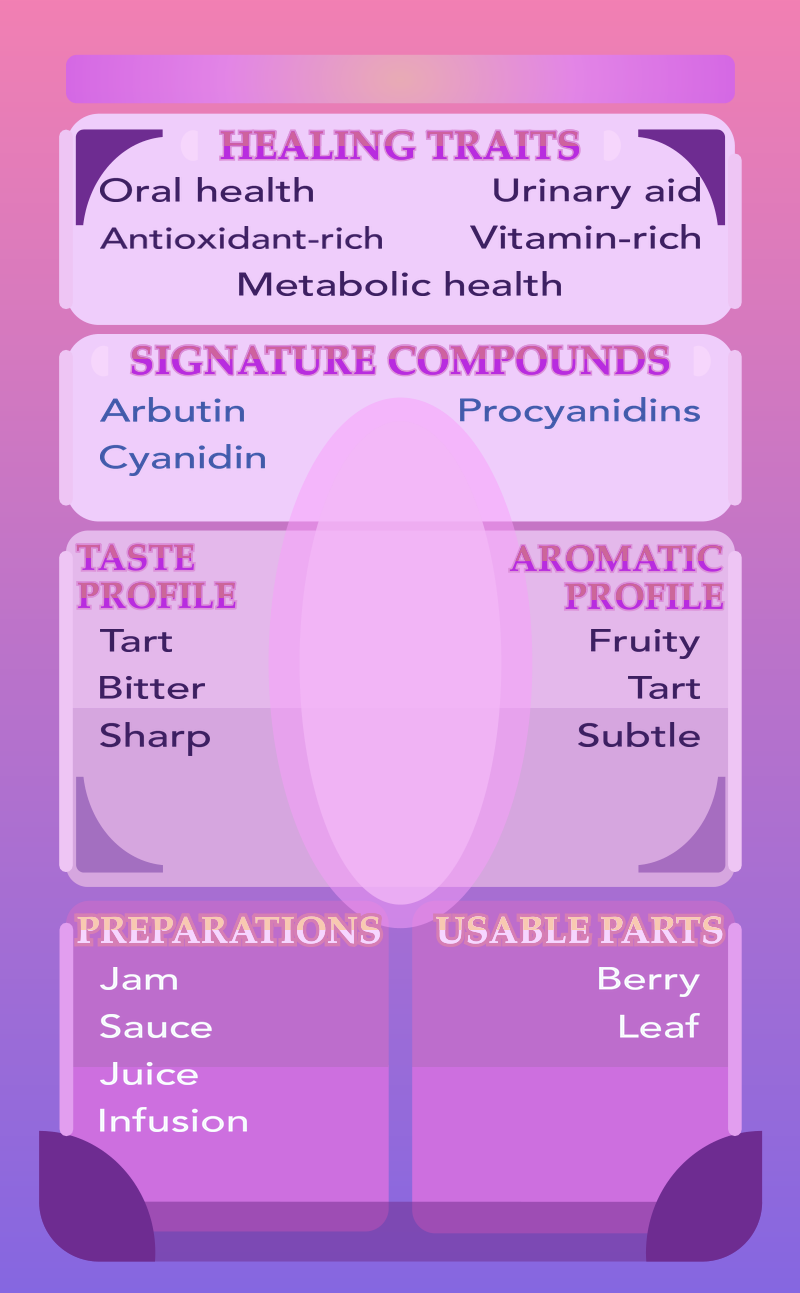 HEALING TRAITS
Oral health
Urinary aid
Antioxidant-rich
Vitamin-rich
Metabolic health
SIGNATURE COMPOUNDS
Arbutin
Procyanidins
Cyanidin
TASTE
PROFILE
Tart
Bitter
Sharp
AROMATIC
PROFILE
Fruity
Tart
Subtle
PREPARATIONS
Jam
Sauce
Juice
Infusion
USABLE PARTS
Berry
Leaf